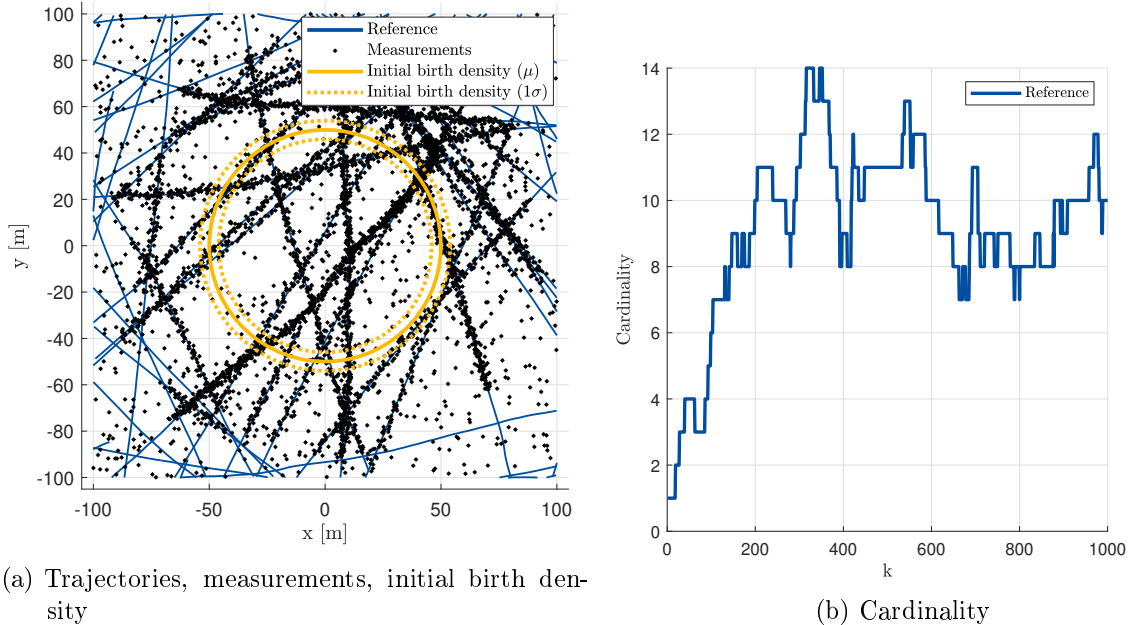 100
80
60
40
20
0
-20
-40
-60
-80
-100
y [m]
-100
-50
0
50
100
x [m]
Reference
Measurements
Initial birth density (μ)
Initial birth density (1σ)
(a) Trajectories, measurements, initial birth den-
sity
14
12
10
8
6
4
2
0
Cardinality
0
200
400
600
800
1000
k
Reference
(b) Cardinality